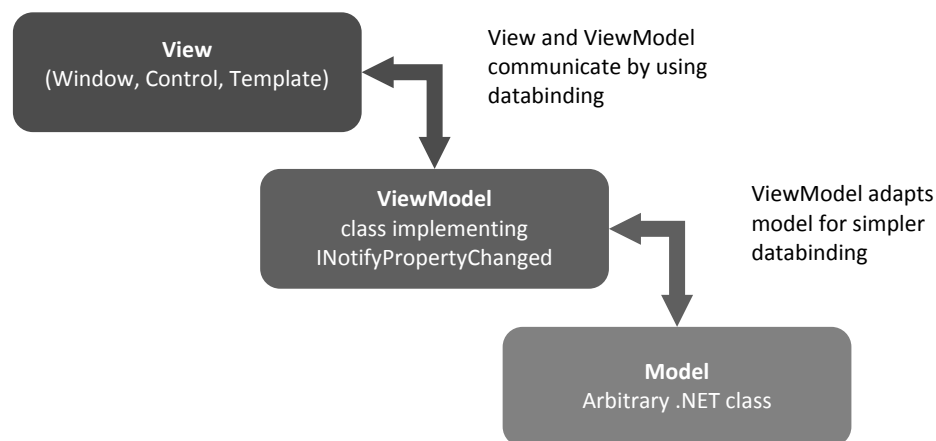 View
(Window, Control, Template)
View and ViewModel
communicate by using
databinding
ViewModel
class implementing
INotifyPropertyChanged
ViewModel adapts
model for simpler
databinding
Model
Arbitrary .NET class